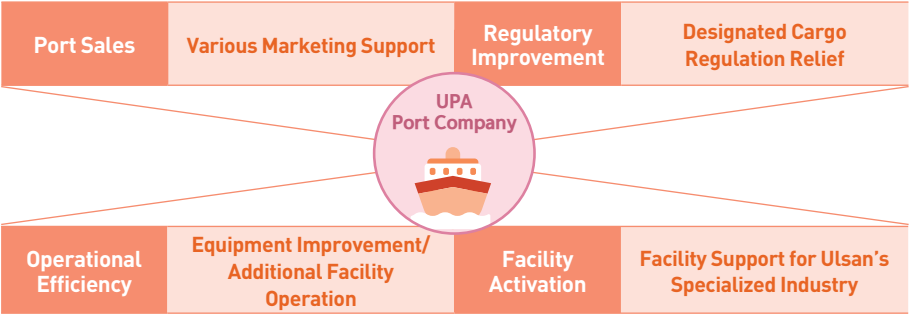 Port Sales
Various Marketing Support
Regulatory
Improvement
Designated Cargo
Regulation Relief
UPA
Port Company
Operational
Efficiency
Equipment Improvement/
Additional Facility
Operation
Facility
Activation
Facility Support for Ulsan’s
Specialized Industry